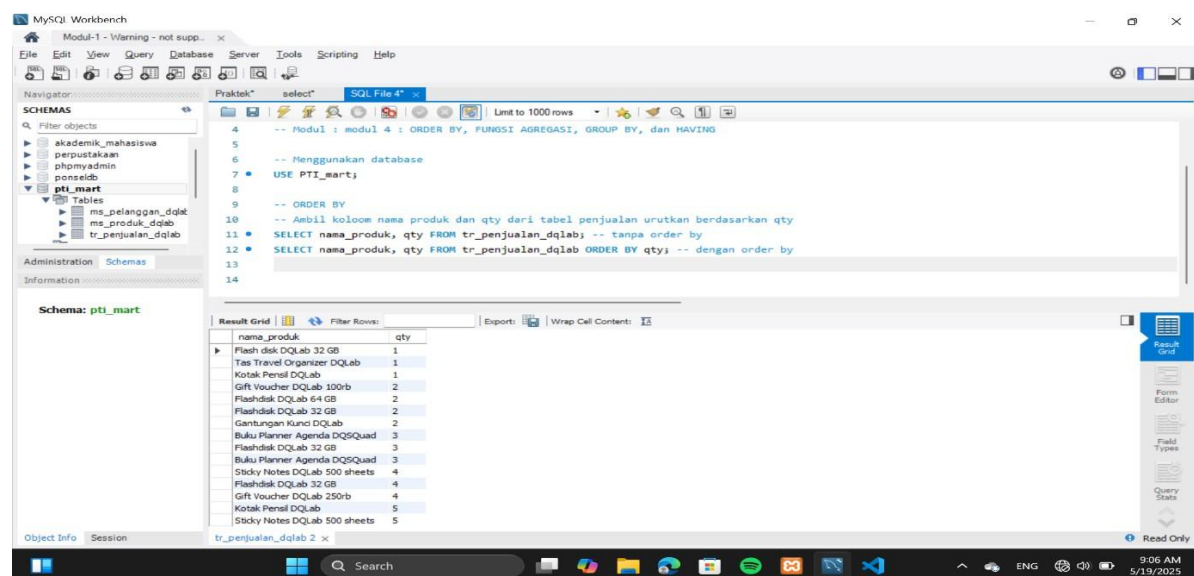 MySQL Workbench
Modul-1 - Warning - not supp...
File Edit View Query Database Server Tools Scripting Help
Navigator
Praktek* select* SQL File 4*
SCHEMAS
Limit to 1000 rows
Filter objects
akademik_mahasiswa
perpustakaan
phpmyadmin
ponseldb
pti_mart
Tables
ms_pelanggan_dqlab
ms_produk_dqlab
tr_penjualan_dqlab
Administration Schemas
Information
Schema: pti_mart
4 -- Modul : modul 4 : ORDER BY, FUNGSI AGREGASI, GROUP BY, dan HAVING
5
6 -- Menggunakan database
7 USE PTI_mart;
8
9 -- ORDER BY
10 -- Ambil koloom nama produk dan qty dari tabel penjualan urutkan berdasarkan qty
11 SELECT nama_produk, qty FROM tr_penjualan_dqlab; -- tanpa order by
12 SELECT nama_produk, qty FROM tr_penjualan_dqlab ORDER BY qty; -- dengan order by
13
14
Result Grid Filter Rows: Export: Wrap Cell Content:
nama_produk qty
Flash disk DQLab 32 GB 1
Tas Travel Organizer DQLab 1
Kotak Pensil DQLab 1
Gift Voucher DQLab 100rb 2
Flashdisk DQLab 64 GB 2
Flashdisk DQLab 32 GB 2
Gantungan Kunci DQLab 2
Buku Planner Agenda DQSQuad 3
Flashdisk DQLab 32 GB 3
Buku Planner Agenda DQSQuad 3
Sticky Notes DQLab 500 sheets 4
Flashdisk DQLab 32 GB 4
Gift Voucher DQLab 250rb 4
Kotak Pensil DQLab 5
Sticky Notes DQLab 500 sheets 5
Result Grid
Form Editor
Field Types
Query Stats
Object Info Session
tr_penjualan_dqlab 2
Read Only
Search
ENG
9:06 AM
5/19/2025